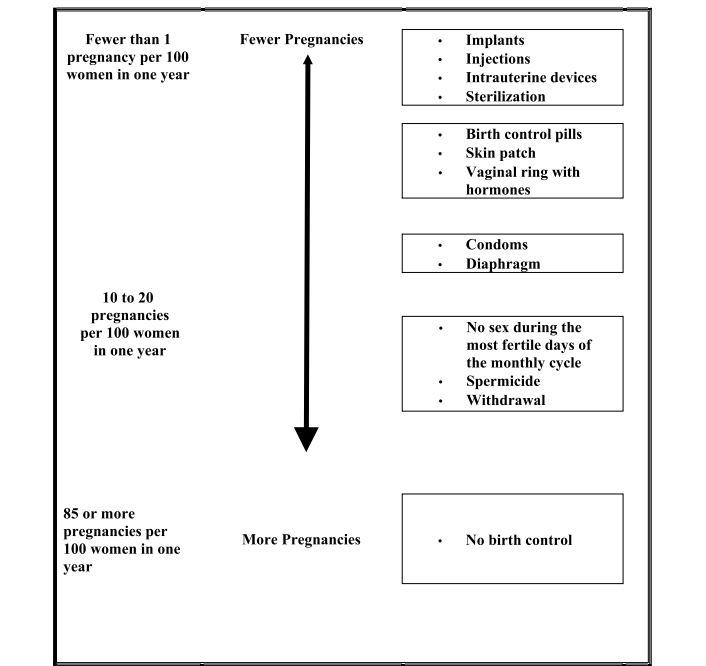 Fewer than 1
pregnancy per 100
women in one year
Fewer Pregnancies
• Implants
• Injections
• Intrauterine devices
• Sterilization
• Birth control pills
• Skin patch
• Vaginal ring with
hormones
• Condoms
• Diaphragm
10 to 20
pregnancies
per 100 women
in one year
• No sex during the
most fertile days of
the monthly cycle
• Spermicide
• Withdrawal
85 or more
pregnancies per
100 women in one
year
More Pregnancies
• No birth control